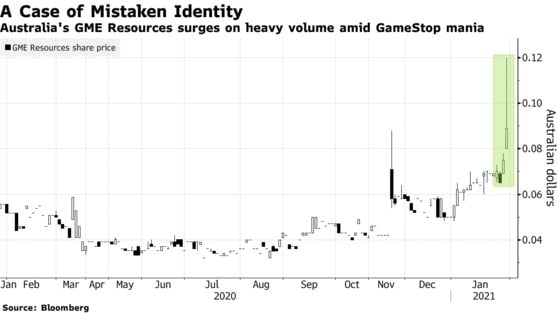 A Case of Mistaken Identity
Australia's GME Resources surges on heavy volume amid GameStop mania
GME Resources share price
0.12
0.10
0.08
0.06
0.04
Australian dollars
Jan Feb Mar Apr May Jun Jul Aug Sep Oct Nov Dec Jan
2020 2021
Source: Bloomberg